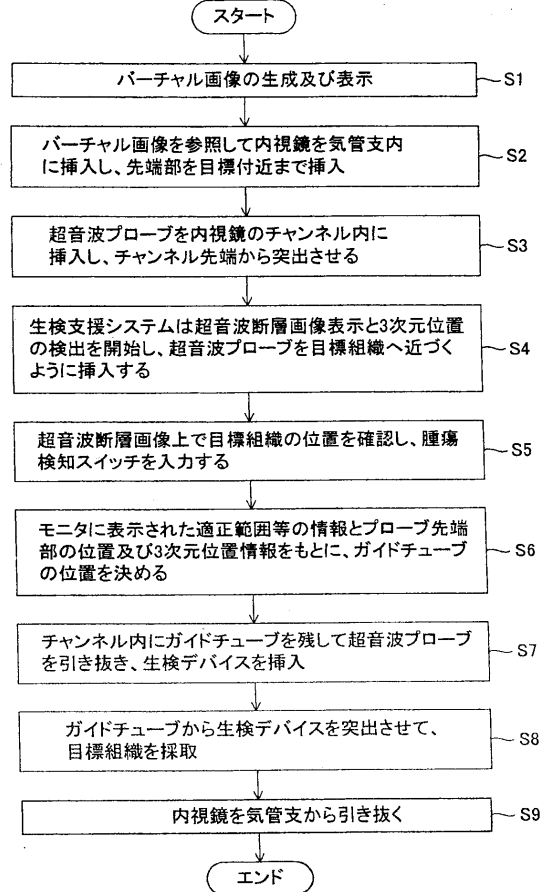 スタート
バーチャル画像の生成及び表示
S1
バーチャル画像を参照して内視鏡を気管支内
に挿入し、先端部を目標付近まで挿入
S2
超音波プローブを内視鏡のチャンネル内に
挿入し、チャンネル先端から突出させる
S3
生検支援システムは超音波断層画像表示と3次元位置
の検出を開始し、超音波プローブを目標組織へ近づく
ように挿入する
S4
超音波断層画像上で目標組織の位置を確認し、腫瘍
検知スイッチを入力する
S5
モニタに表示された適正範囲等の情報とプローブ先端
部の位置及び3次元位置情報をもとに、ガイドチューブ
の位置を決める
S6
チャンネル内にガイドチューブを残して超音波プローブ
を引き抜き、生検デバイスを挿入
S7
ガイドチューブから生検デバイスを突出させて、
目標組織を採取
S8
内視鏡を気管支から引き抜く
S9
エンド